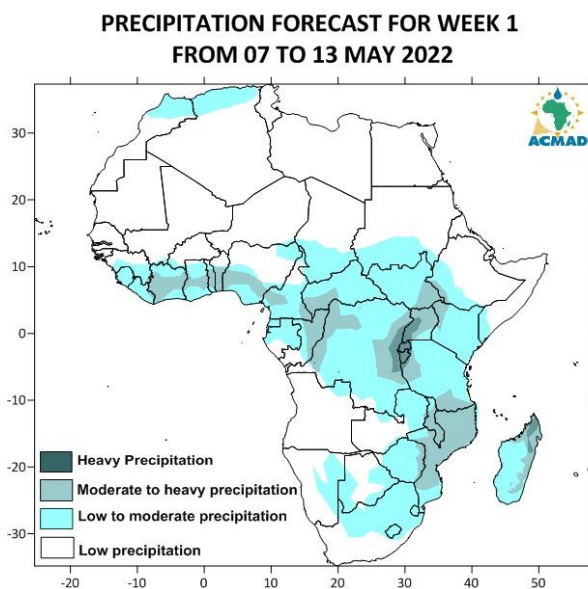 PRECIPITATION FORECAST FOR WEEK 1
FROM 07 TO 13 MAY 2022
ACMAD
30
20
10
0
-10
-20
-30
Heavy Precipitation
Moderate to heavy precipitation
Low to moderate precipitation
Low precipitation
-20 -10 0 10 20 30 40 50